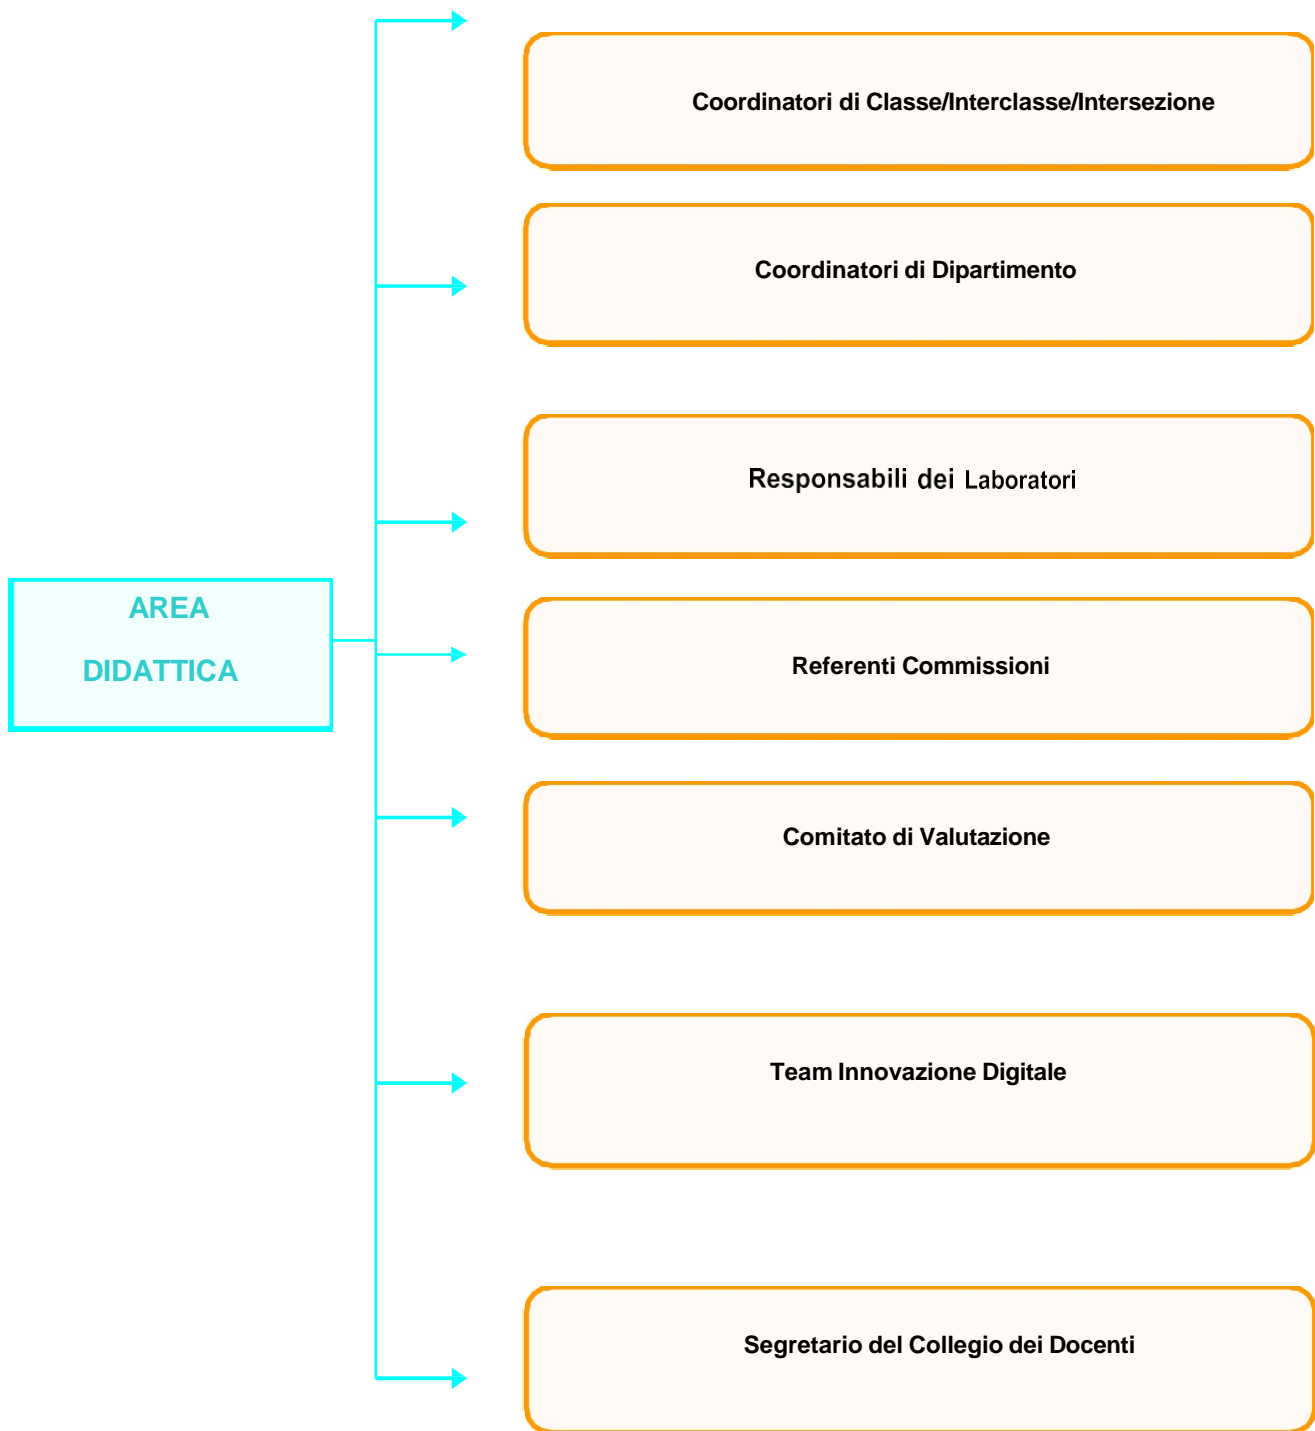 Coordinatori di Classe/Interclasse/Intersezione
Coordinatori di Dipartimento
Responsabili dei Laboratori
AREA
DIDATTICA
Referenti Commissioni
Comitato di Valutazione
Team Innovazione Digitale
Segretario del Collegio dei Docenti